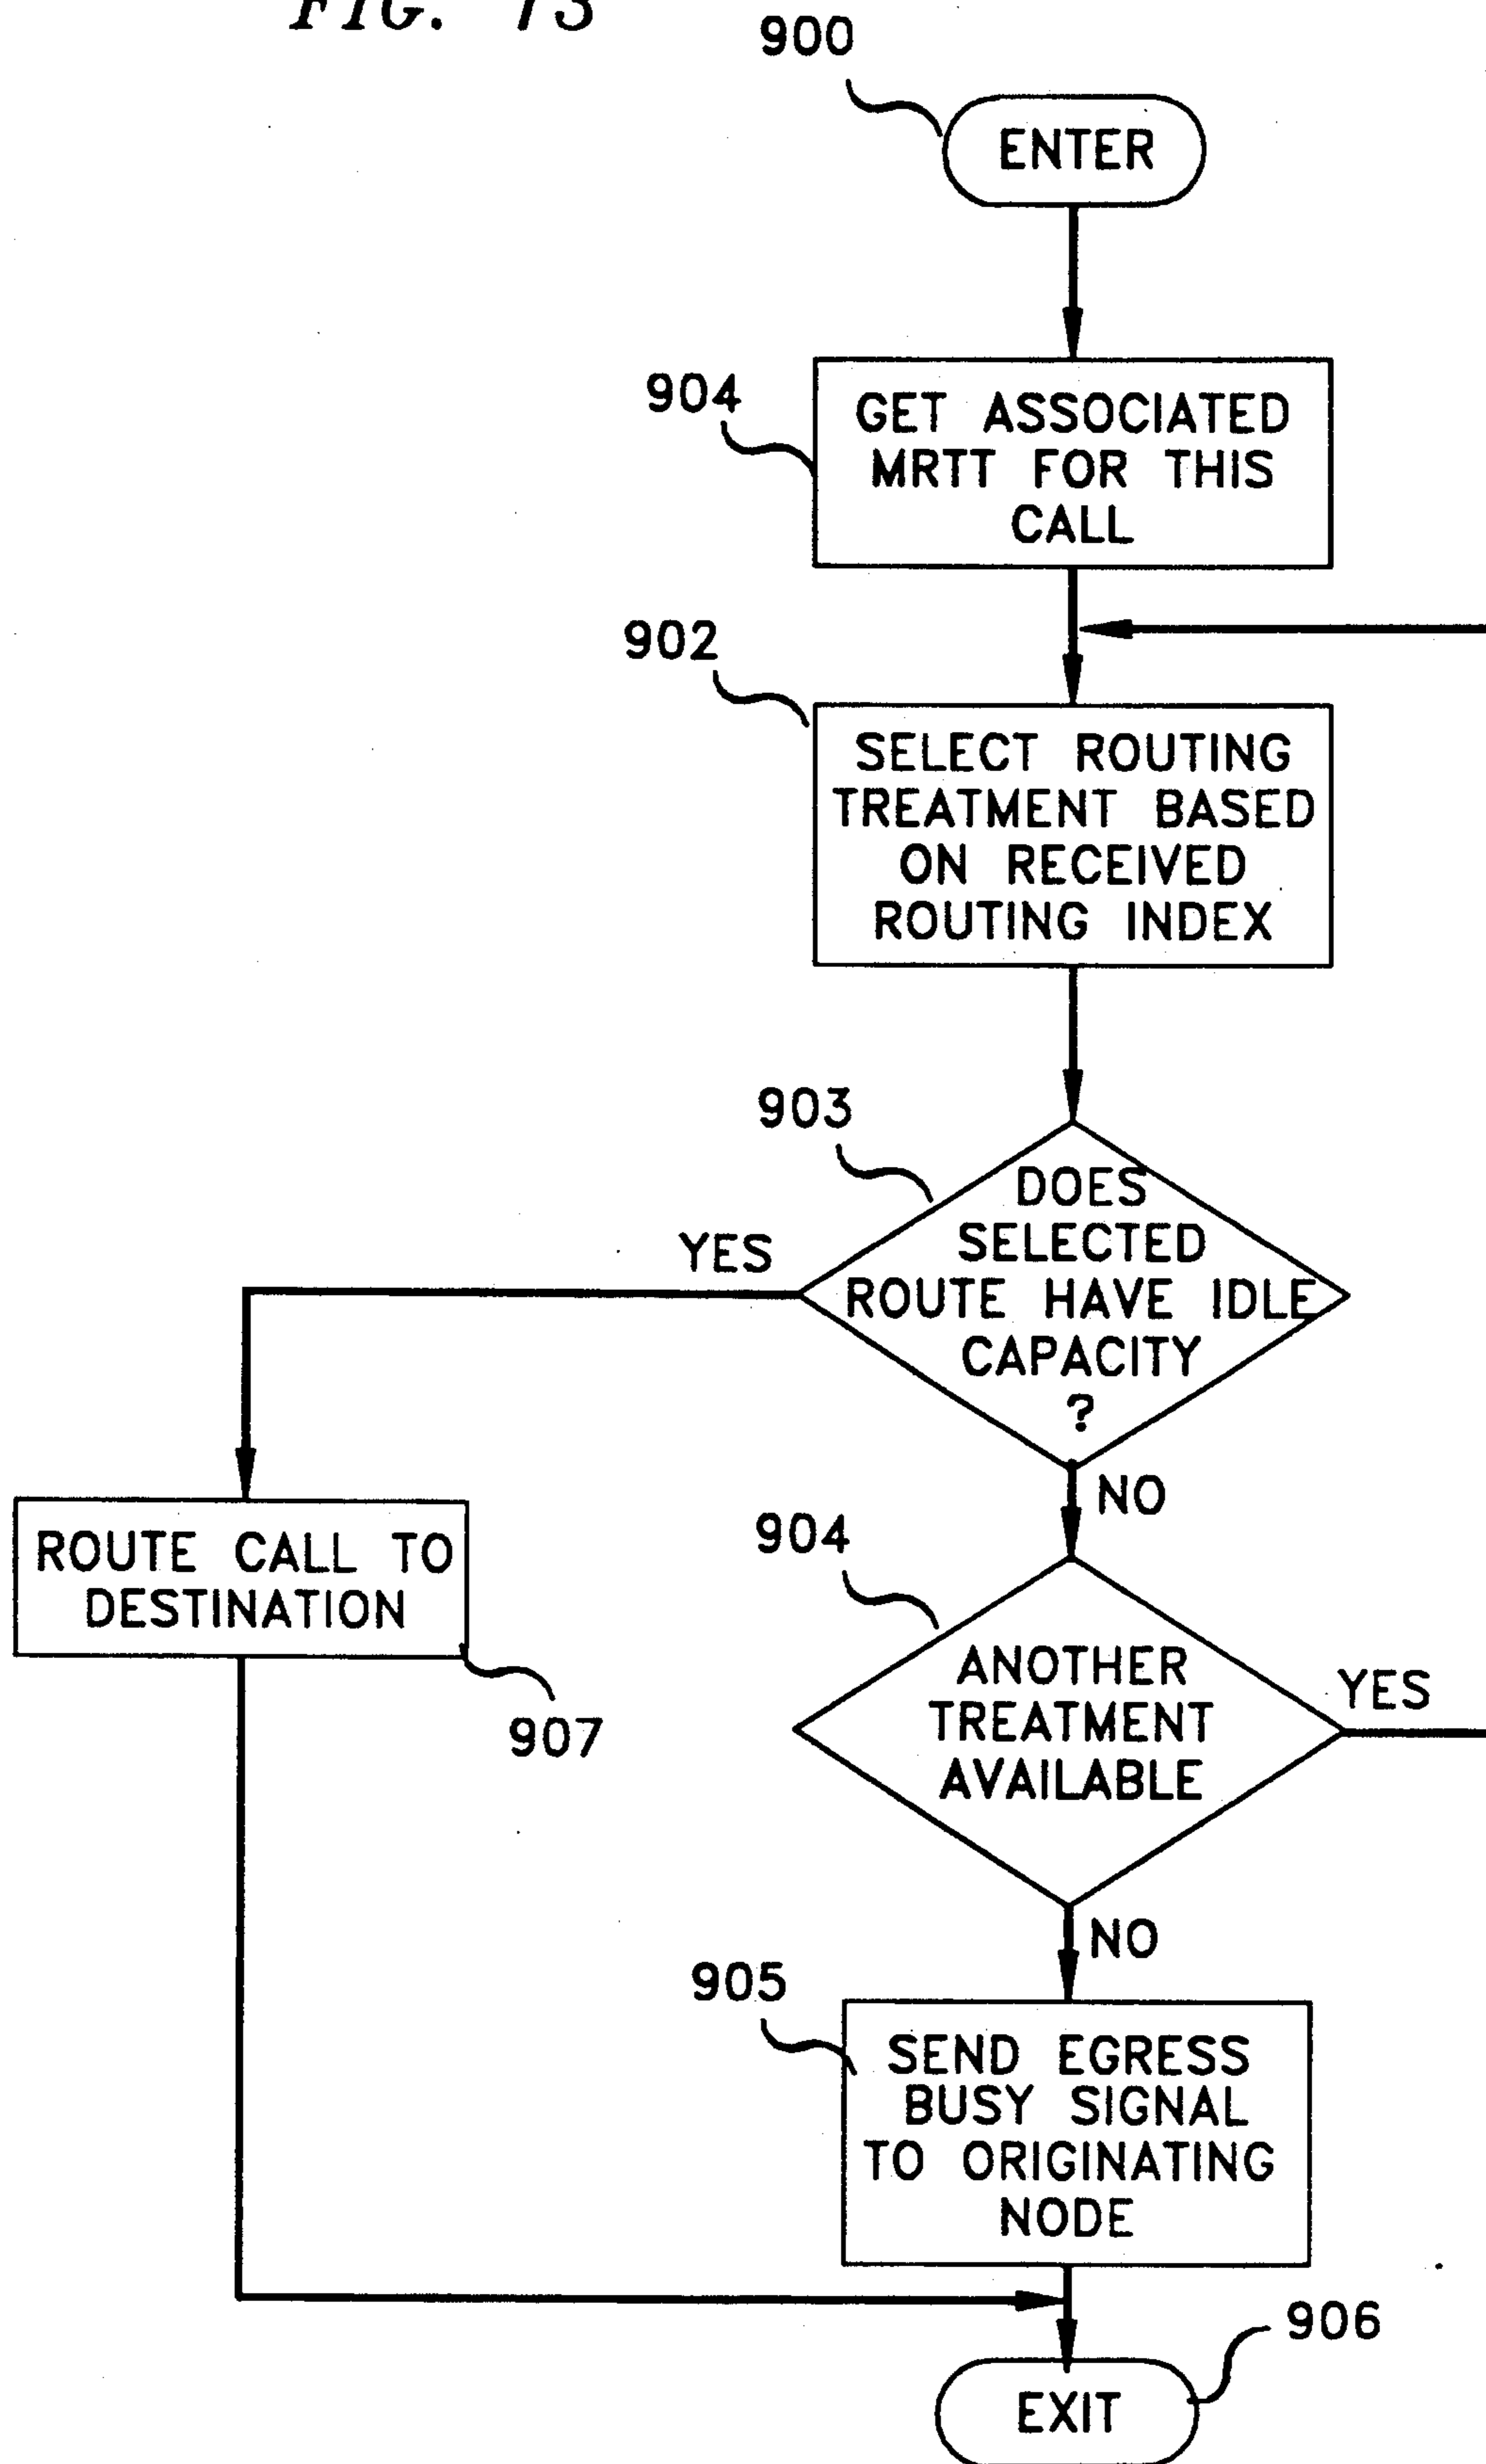 FIG. 13
900
ENTER
904
GET ASSOCIATED
MRTT FOR THIS
CALL
902
SELECT ROUTING
TREATMENT BASED
ON RECEIVED
ROUTING INDEX
903
DOES
SELECTED
ROUTE HAVE IDLE
CAPACITY
?
YES
NO
ROUTE CALL TO
DESTINATION
907
904
ANOTHER
TREATMENT
AVAILABLE
YES
NO
905
SEND EGRESS
BUSY SIGNAL
TO ORIGINATING
NODE
906
EXIT